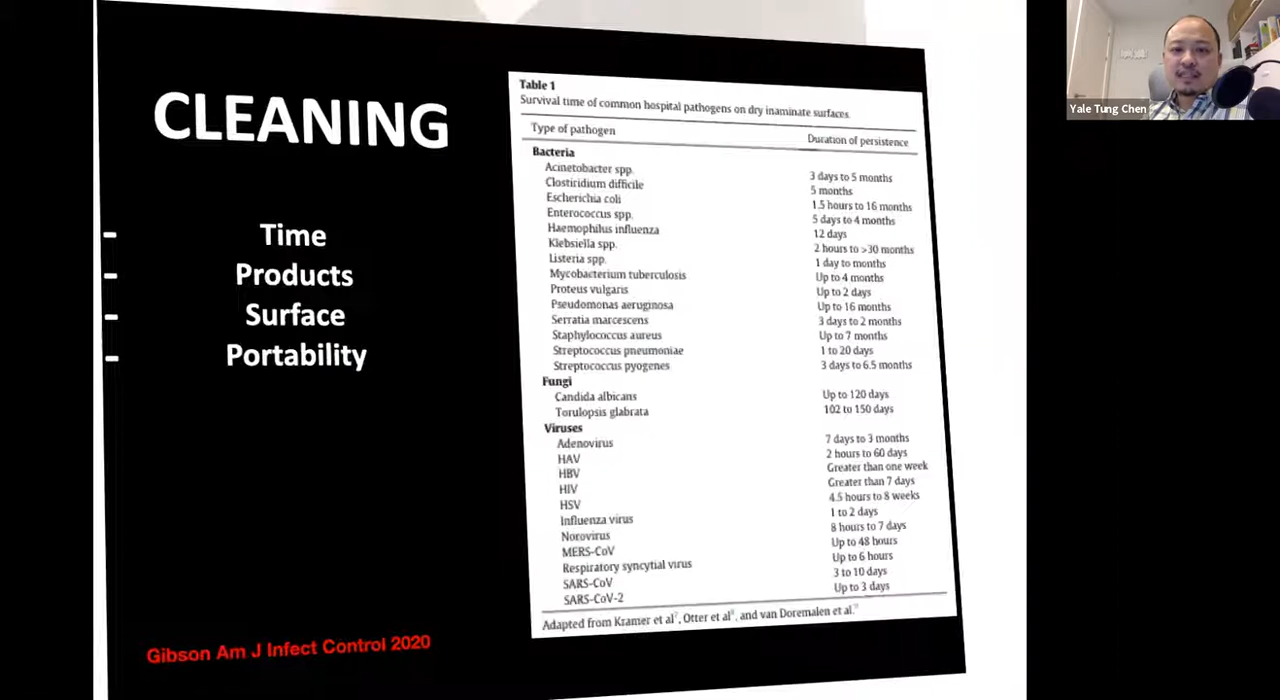 CLEANING
- Time
- Products
- Surface
- Portability
Gibson Am J Infect Control 2020
Table 1
Survival time of common hospital pathogens on dry inaminate surfaces.
Type of pathogen Duration of persistence
Bacteria
Acinetobacter spp. 3 days to 5 months
Clostiridium difficile 5 months
Escherichia coli 1.5 hours to 16 months
Enterococcus spp. 5 days to 4 months
Haemophilus influenza 12 days
Klebsiella spp. 2 hours to >30 months
Listeria spp. 1 day to months
Mycobacterium tuberculosis Up to 4 months
Proteus vulgaris Up to 2 days
Pseudomonas aeruginosa Up to 16 months
Serratia marcescens 3 days to 2 months
Staphylococcus aureus Up to 7 months
Streptococcus pneumoniae 1 to 20 days
Streptococcus pyogenes 3 days to 6.5 months
Fungi
Candida albicans Up to 120 days
Torulopsis glabrata 102 to 150 days
Viruses
Adenovirus 7 days to 3 months
HAV 2 hours to 60 days
HBV Greater than one week
HIV Greater than 7 days
HSV 4.5 hours to 8 weeks
Influenza virus 1 to 2 days
Norovirus 8 hours to 7 days
MERS-CoV Up to 48 hours
Respiratory syncytial virus Up to 6 hours
SARS-CoV 3 to 10 days
SARS-CoV-2 Up to 3 days
Adapted from Kramer et al, Otter et al, and van Doremalen et al.
Yale Tung Chen